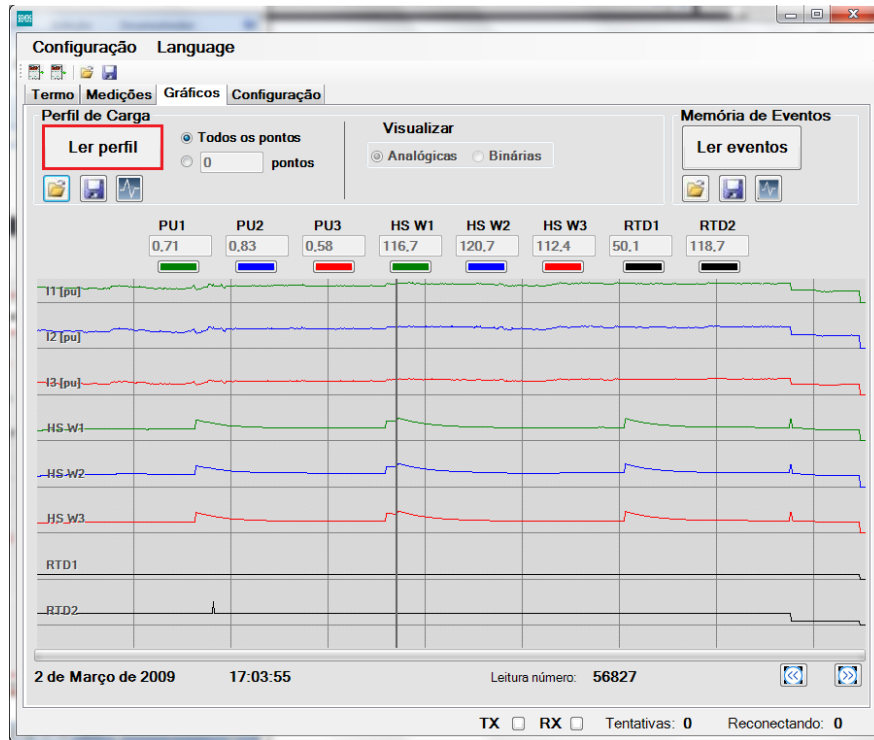 Configuração Language
Termo Medições Gráficos Configuração
Perfil de Carga
Ler perfil
Todos os pontos
0 pontos
Visualizar
Analógicas Binárias
Memória de Eventos
Ler eventos
PU1 PU2 PU3 HS W1 HS W2 HS W3 RTD1 RTD2
0,71 0,83 0,58 116,7 120,7 112,4 50,1 118,7
I1 [pu]
I2 [pu]
I3 [pu]
HS W1
HS W2
HS W3
RTD1
RTD2
2 de Março de 2009 17:03:55 Leitura número: 56827
TX RX Tentativas: 0 Reconectando: 0